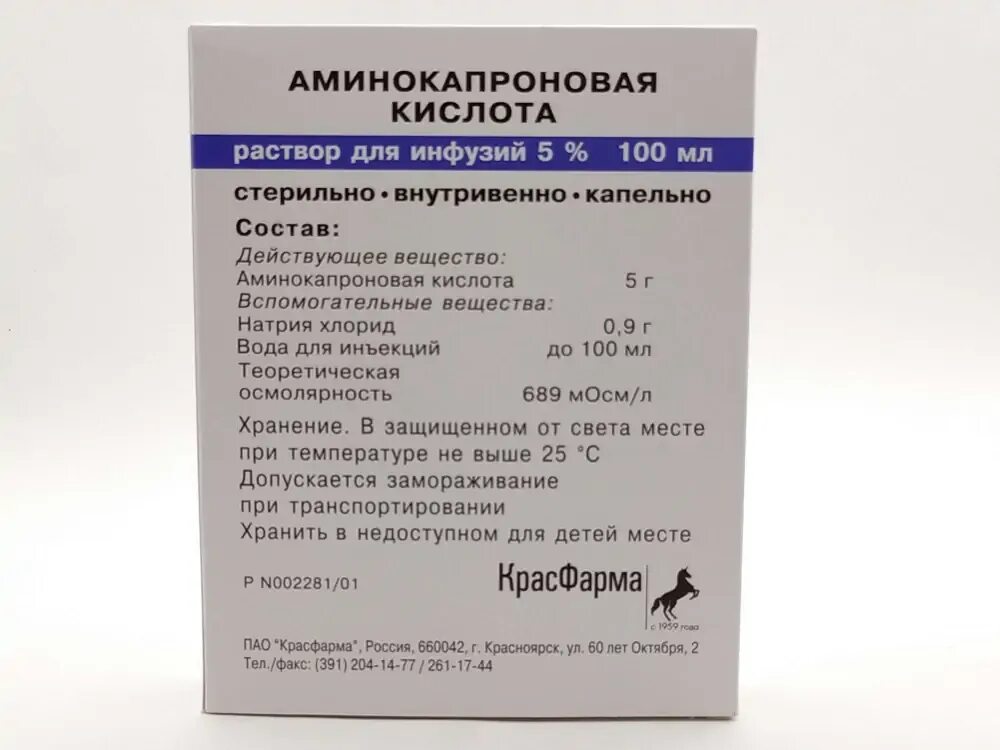 АМИНОКАПРОНОВАЯ
КИСЛОТА
раствор для инфузий 5 % 100 мл
стерильно • внутривенно • капельно
Состав:
Действующее вещество:
Аминокапроновая кислота 5 г
Вспомогательные вещества:
Натрия хлорид 0,9 г
Вода для инъекций до 100 мл
Теоретическая
осмолярность 689 мОсм/л
Хранение. В защищенном от света месте
при температуре не выше 25 °С
Допускается замораживание
при транспортировании
Хранить в недоступном для детей месте
Р N002281/01
КрасФарма
с 1959 года
ПАО "Красфарма", Россия, 660042, г. Красноярск, ул. 60 лет Октября, 2
Тел./факс: (391) 204-14-77 / 261-17-44